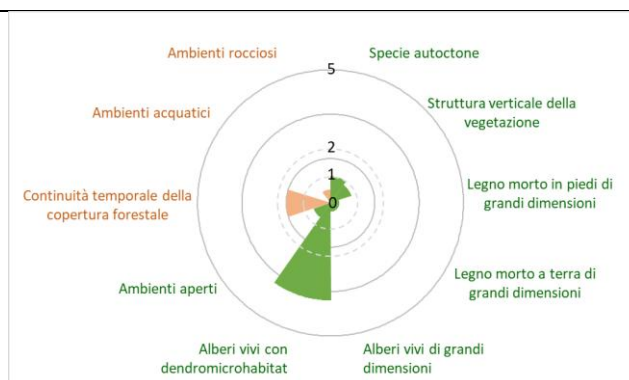 Ambienti rocciosi
Specie autoctone
5
Ambienti acquatici
Struttura verticale della
vegetazione
2
1
0
Continuità temporale della
copertura forestale
Legno morto in piedi di
grandi dimensioni
Ambienti aperti
Legno morto a terra di
grandi dimensioni
Alberi vivi con
dendromicrohabitat
Alberi vivi di grandi
dimensioni